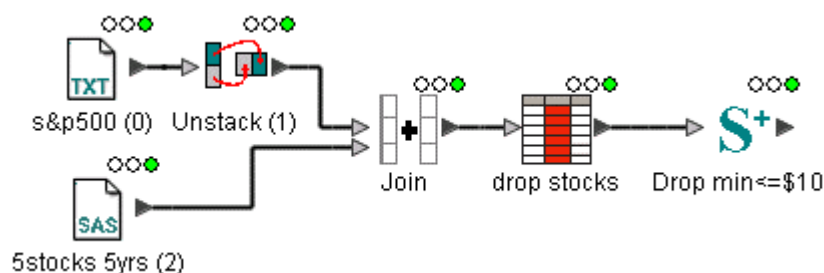 TXT
s&p500 (0)
Unstack (1)
SAS
5stocks 5yrs (2)
+
Join
drop stocks
S+
Drop min<=$10